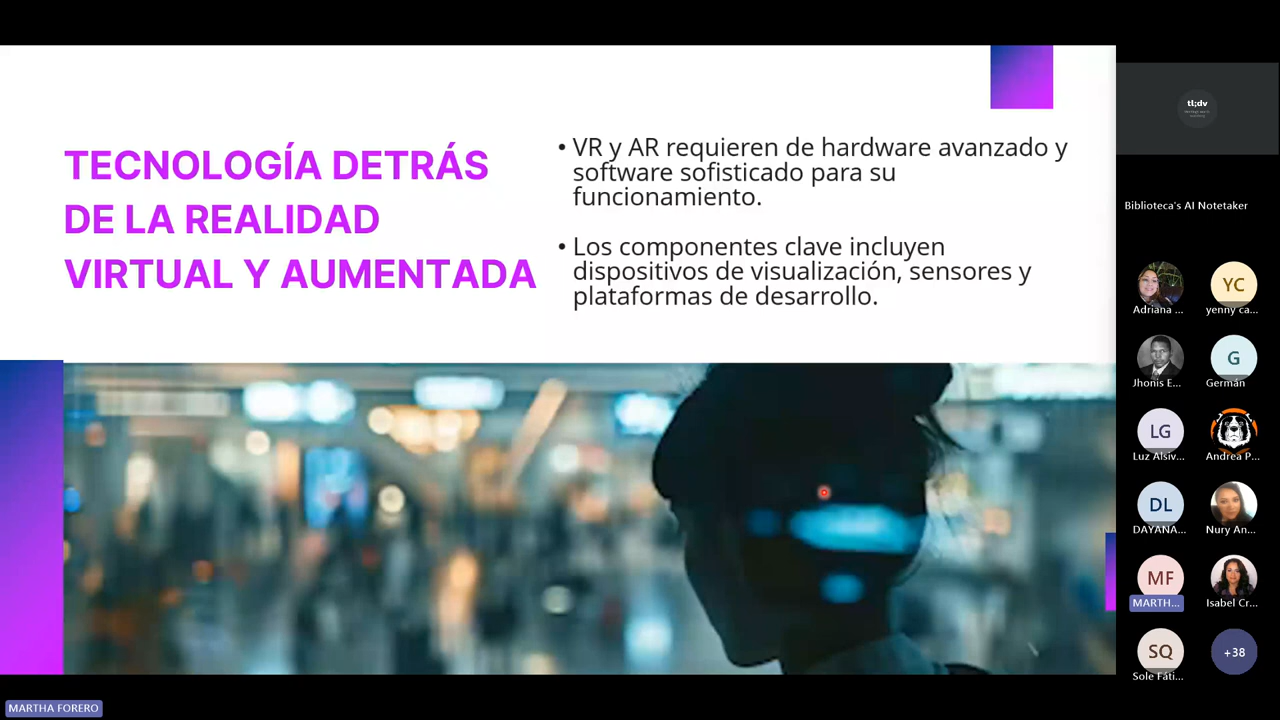 TECNOLOGÍA DETRÁS
DE LA REALIDAD
VIRTUAL Y AUMENTADA
• VR y AR requieren de hardware avanzado y
software sofisticado para su
funcionamiento.
• Los componentes clave incluyen
dispositivos de visualización, sensores y
plataformas de desarrollo.
tl;dv
Biblioteca's AI Notetaker
Adriana ...
YC
yenny ca...
Jhonis E...
G
Germán
LG
Luz Alsiv...
Andrea P...
DL
DAYANA...
Nury An...
MF
MARTH...
Isabel Cr...
SQ
Sole Fáti...
+38
MARTHA FORERO